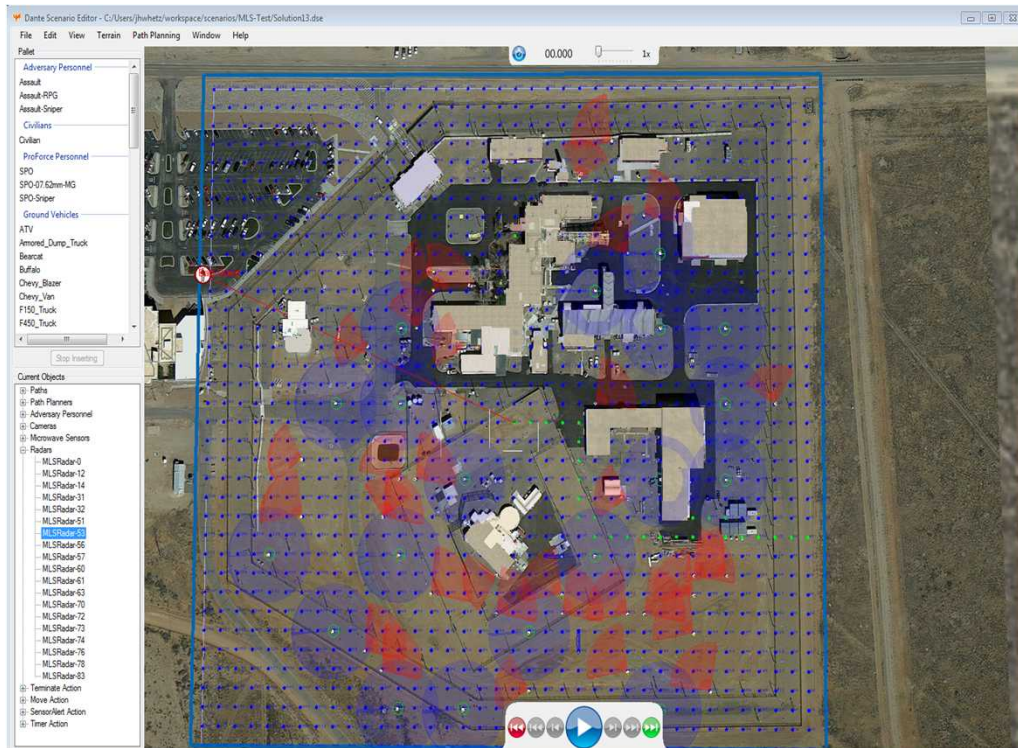 Dante Scenario Editor - C:/Users/jhwhetz/workspace/scenarios/MLS-Test/Solution13.dse
File Edit View Terrain Path Planning Window Help
Pallet
00.000 1x
Adversary Personnel
Assault
Assault-RPG
Assault-Sniper
Civilians
Civilian
ProForce Personnel
SPO
SPO-07.62mm-MG
SPO-Sniper
Ground Vehicles
ATV
Armored_Dump_Truck
Bearcat
Buffalo
Chevy_Blazer
Chevy_Van
F150_Truck
F450_Truck
Stop Inserting
Current Objects
Paths
Path Planners
Adversary Personnel
Cameras
Microwave Sensors
Radars
MLSRadar-0
MLSRadar-12
MLSRadar-14
MLSRadar-31
MLSRadar-32
MLSRadar-51
MLSRadar-53
MLSRadar-56
MLSRadar-57
MLSRadar-60
MLSRadar-61
MLSRadar-63
MLSRadar-70
MLSRadar-72
MLSRadar-73
MLSRadar-74
MLSRadar-76
MLSRadar-78
MLSRadar-83
Terminate Action
Move Action
SensorAlert Action
Timer Action